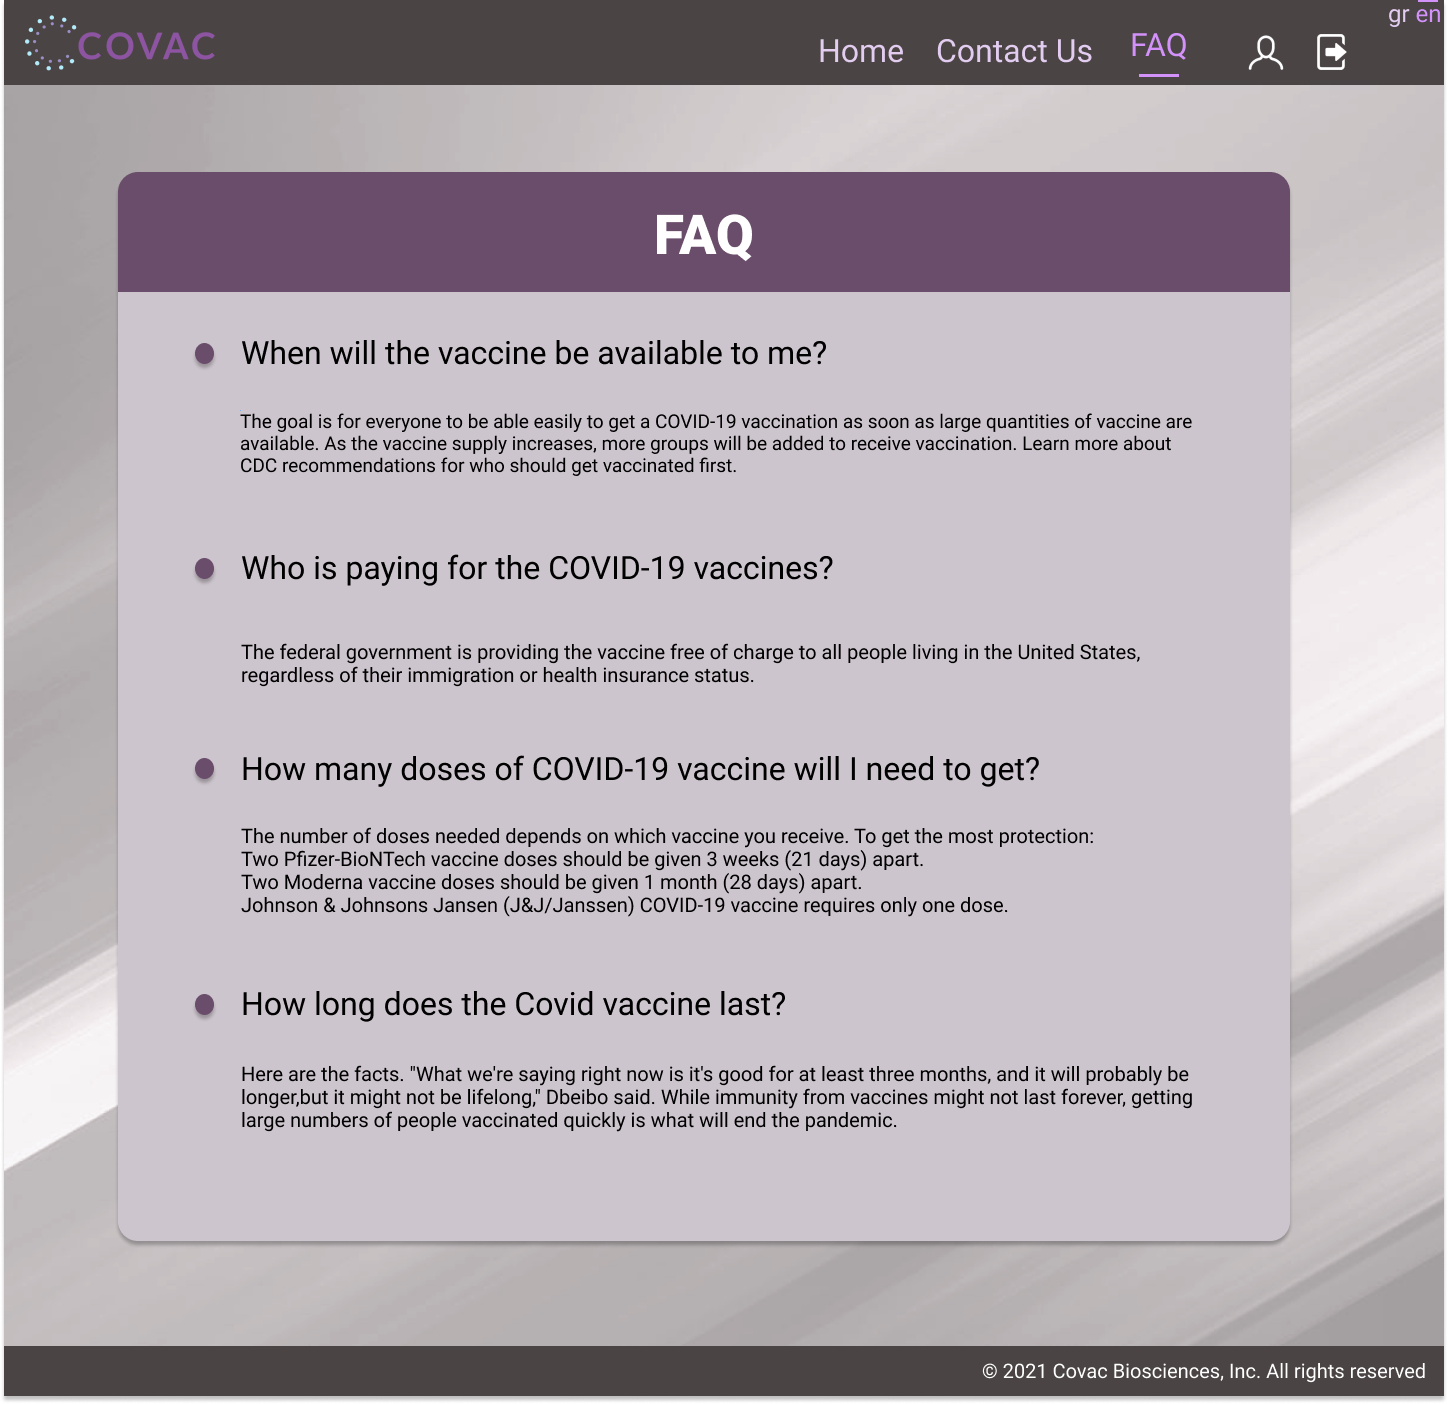 gr en
COVAC
Home Contact Us FAQ
FAQ
When will the vaccine be available to me?
The goal is for everyone to be able easily to get a COVID-19 vaccination as soon as large quantities of vaccine are
available. As the vaccine supply increases, more groups will be added to receive vaccination. Learn more about
CDC recommendations for who should get vaccinated first.
Who is paying for the COVID-19 vaccines?
The federal government is providing the vaccine free of charge to all people living in the United States,
regardless of their immigration or health insurance status.
How many doses of COVID-19 vaccine will I need to get?
The number of doses needed depends on which vaccine you receive. To get the most protection:
Two Pfizer-BioNTech vaccine doses should be given 3 weeks (21 days) apart.
Two Moderna vaccine doses should be given 1 month (28 days) apart.
Johnson & Johnsons Jansen (J&J/Janssen) COVID-19 vaccine requires only one dose.
How long does the Covid vaccine last?
Here are the facts. "What we're saying right now is it's good for at least three months, and it will probably be
longer,but it might not be lifelong," Dbeibo said. While immunity from vaccines might not last forever, getting
large numbers of people vaccinated quickly is what will end the pandemic.
© 2021 Covac Biosciences, Inc. All rights reserved